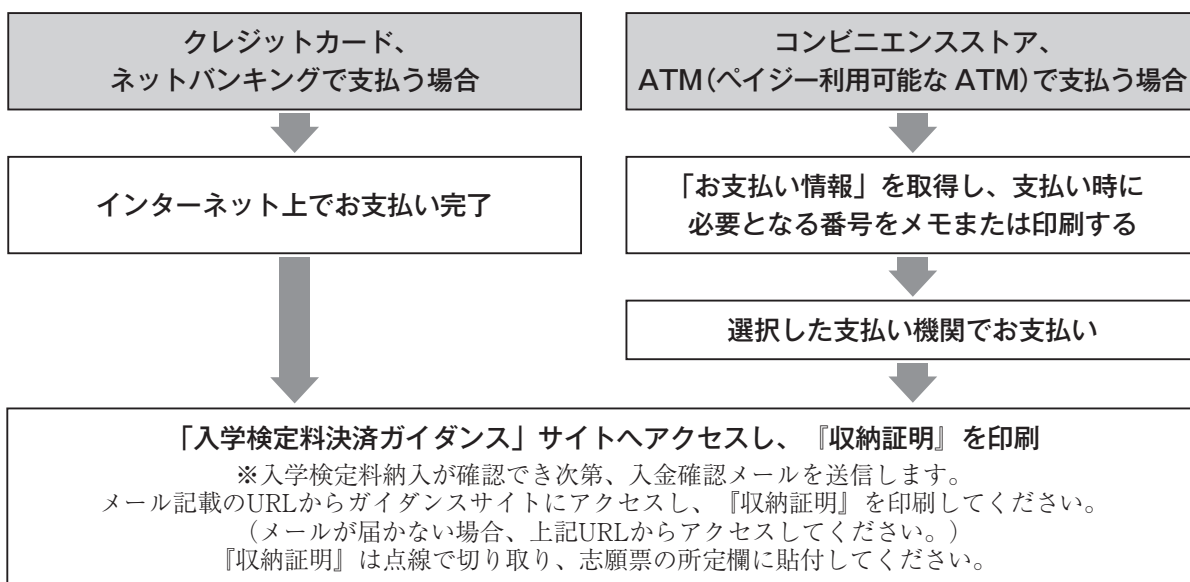 クレジットカード、
ネットバンキングで支払う場合
インターネット上でお支払い完了
コンビニエンスストア、
ATM（ペイジー利用可能な ATM）で支払う場合
「お支払い情報」を取得し、支払い時に
必要となる番号をメモまたは印刷する
選択した支払い機関でお支払い
「入学検定料決済ガイダンス」サイトへアクセスし、『収納証明』を印刷
※入学検定料納入が確認でき次第、入金確認メールを送信します。
メール記載のURLからガイダンスサイトにアクセスし、『収納証明』を印刷してください。
（メールが届かない場合、上記URLからアクセスしてください。）
『収納証明』は点線で切り取り、志願票の所定欄に貼付してください。